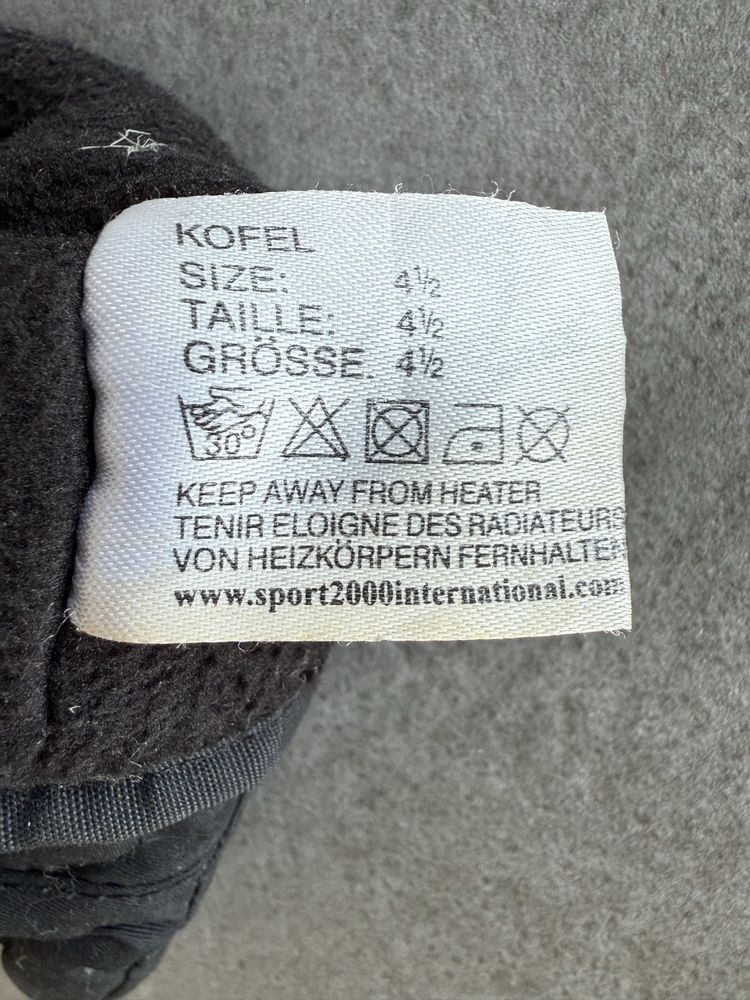 KOFEL
SIZE: 4½
TAILLE: 4½
GRÖSSE. 4½
30°
KEEP AWAY FROM HEATER
TENIR ELOIGNE DES RADIATEURS
VON HEIZKÖRPERN FERNHALTEN
www.sport2000international.com